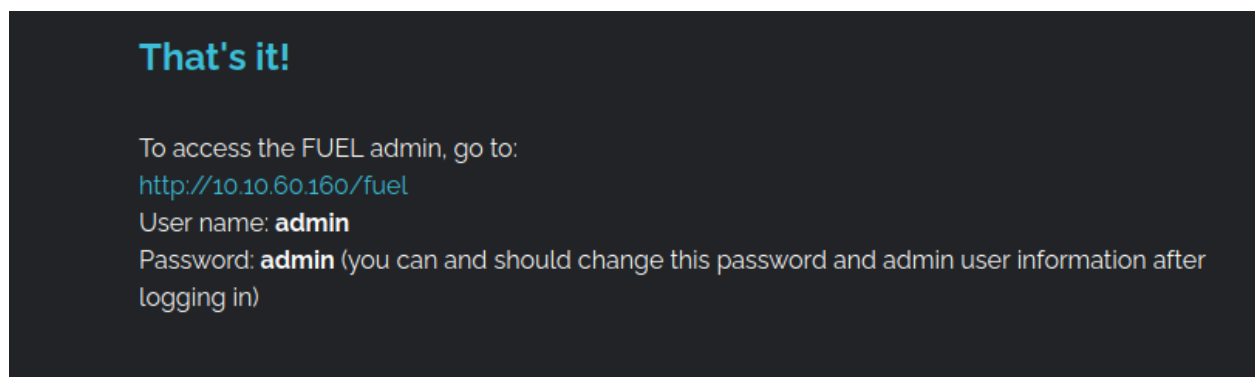 That's it!
To access the FUEL admin, go to:
http://10.10.60.160/fuel
User name: admin
Password: admin (you can and should change this password and admin user information after
logging in)